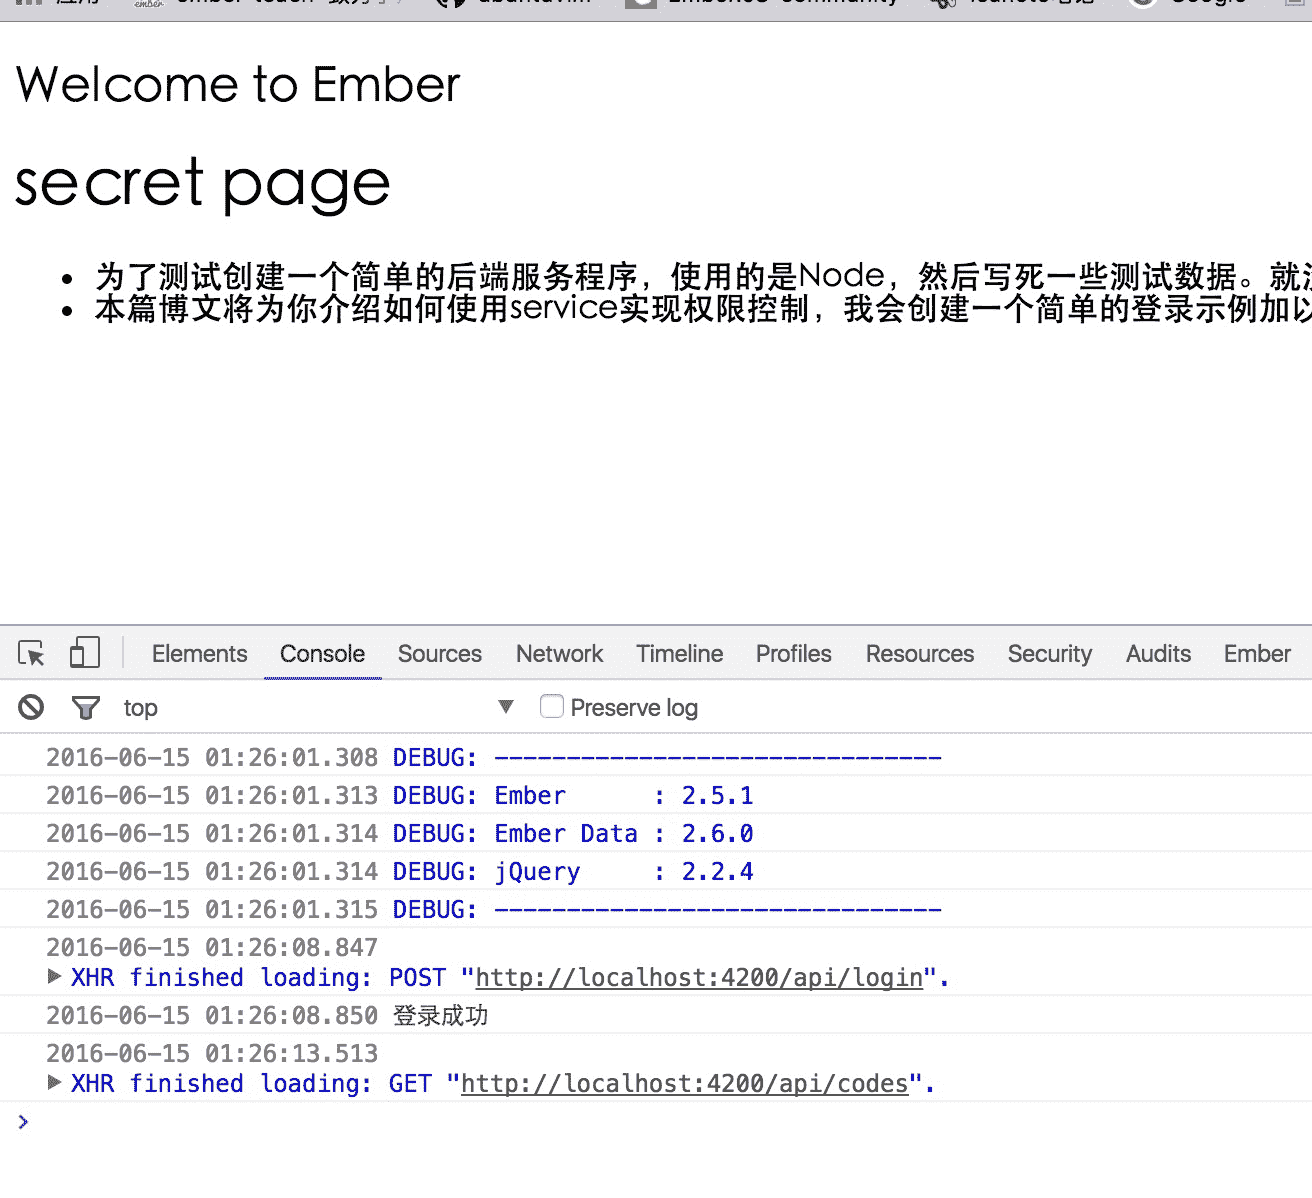 应用
ember
ubuntuvim
Google
Welcome to Ember
secret page
为了测试创建一个简单的后端服务程序，使用的是Node，然后写死一些测试数据。就
本篇博文将为你介绍如何使用service实现权限控制，我会创建一个简单的登录示例加以
Elements Console Sources Network Timeline Profiles Resources Security Audits Ember
top Preserve log
2016-06-15 01:26:01.308 DEBUG: -------------------------------
2016-06-15 01:26:01.313 DEBUG: Ember      : 2.5.1
2016-06-15 01:26:01.314 DEBUG: Ember Data : 2.6.0
2016-06-15 01:26:01.314 DEBUG: jQuery     : 2.2.4
2016-06-15 01:26:01.315 DEBUG: -------------------------------
2016-06-15 01:26:08.847
XHR finished loading: POST "http://localhost:4200/api/login".
2016-06-15 01:26:08.850 登录成功
2016-06-15 01:26:13.513
XHR finished loading: GET "http://localhost:4200/api/codes".